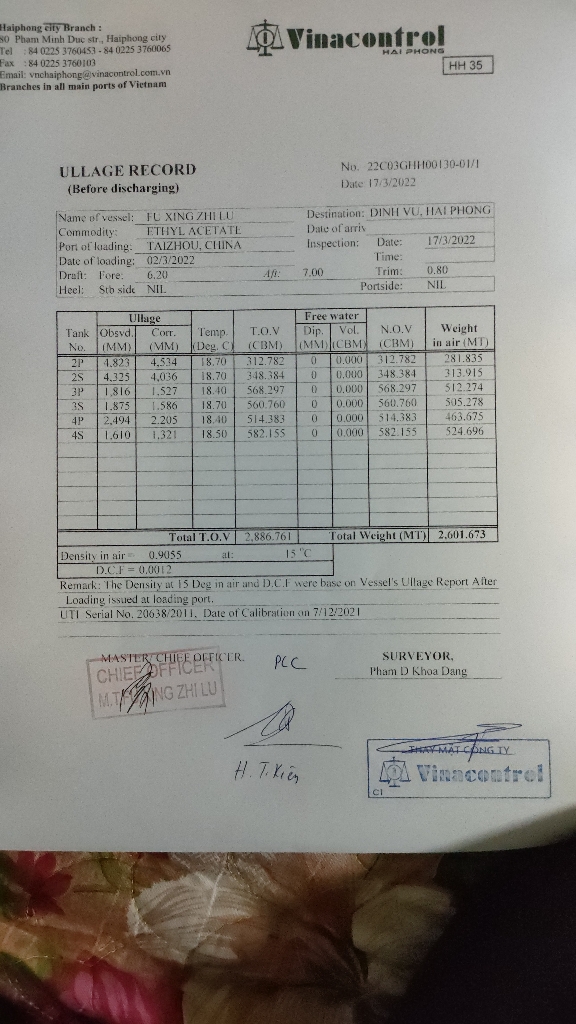 Haiphong city Branch :
80 Pham Minh Duc str., Haiphong city
Tel : 84 0225 3760453 - 84 0225 3760065
Fax : 84 0225 3760103
Email: vnchaiphong@vinacontrol.com.vn
Branches in all main ports of Vietnam
Vinacontrol
HAI PHONG
HH 35
ULLAGE RECORD
(Before discharging)
No. 22C03GHH00130-01/1
Date 17/3/2022
Name of vessel: FU XING ZHI LU Destination: DINH VU, HAI PHONG
Commodity: ETHYL ACETATE Date of arriv
Port of loading: TAIZHOU, CHINA Inspection: Date: 17/3/2022
Date of loading: 02/3/2022 Time:
Draft: Fore: 6.20 Aft: 7.00 Trim: 0.80
Heel: Stb side NIL Portside: NIL
Ullage Free water
Tank Obsvd. Corr. Temp. T.O.V Dip. Vol. N.O.V Weight
No. (MM) (MM) (Deg. C) (CBM) (MM) (CBM) (CBM) in air (MT)
2P 4,823 4,534 18.70 312.782 0 0.000 312.782 281.835
2S 4,325 4,036 18.70 348.384 0 0.000 348.384 313.915
3P 1,816 1,527 18.40 568.297 0 0.000 568.297 512.274
3S 1,875 1,586 18.70 560.760 0 0.000 560.760 505.278
4P 2,494 2,205 18.40 514.383 0 0.000 514.383 463.675
4S 1,610 1,321 18.50 582.155 0 0.000 582.155 524.696
Total T.O.V 2,886.761 Total Weight (MT) 2,601.673
Density in air = 0.9055 at: 15 °C
D.C.F = 0.0012
Remark: The Density at 15 Deg in air and D.C.F were base on Vessel's Ullage Report After
Loading issued at loading port.
UTI Serial No. 20638/2011, Date of Calibration on 7/12/2021
MASTER/CHIEF OFFICER, PCC SURVEYOR,
Pham D Khoa Dang
CHIEF OFFICER
NG ZHI LU
H. T. Kiên
THAY MẶT CÔNG TY
Vinacontrol
CI